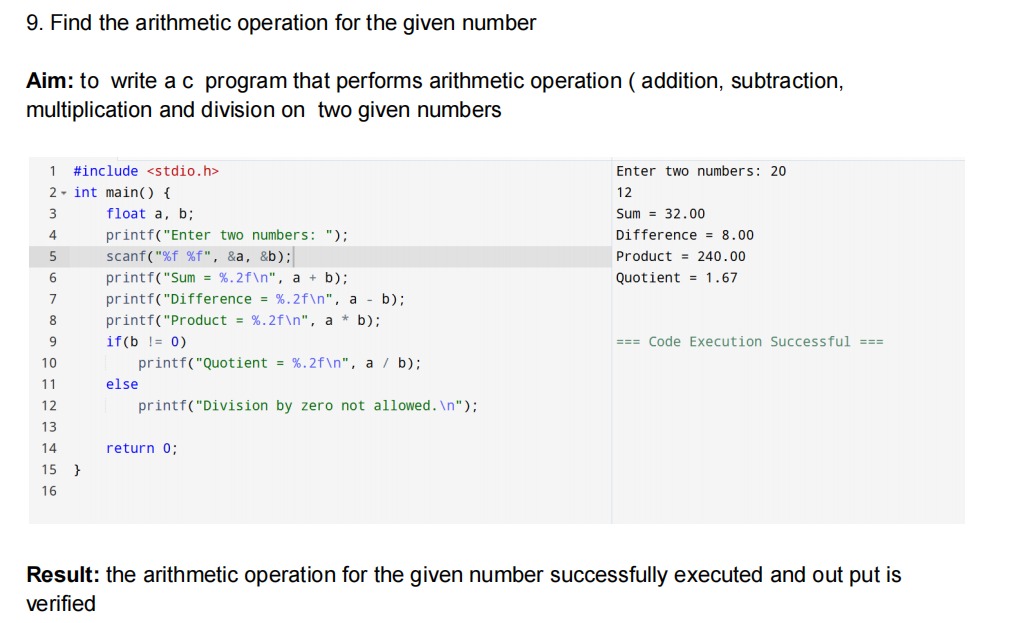 9. Find the arithmetic operation for the given number
Aim: to  write a c  program that performs arithmetic operation ( addition, subtraction,
multiplication and division on  two given numbers
1 #include <stdio.h>
2 int main() {
3     float a, b;
4     printf("Enter two numbers: ");
5     scanf("%f %f", &a, &b);
6     printf("Sum = %.2f\n", a + b);
7     printf("Difference = %.2f\n", a - b);
8     printf("Product = %.2f\n", a * b);
9     if(b != 0)
10         printf("Quotient = %.2f\n", a / b);
11     else
12         printf("Division by zero not allowed.\n");
13
14     return 0;
15 }
16
Enter two numbers: 20
12
Sum = 32.00
Difference = 8.00
Product = 240.00
Quotient = 1.67
=== Code Execution Successful ===
Result: the arithmetic operation for the given number successfully executed and out put is
verified